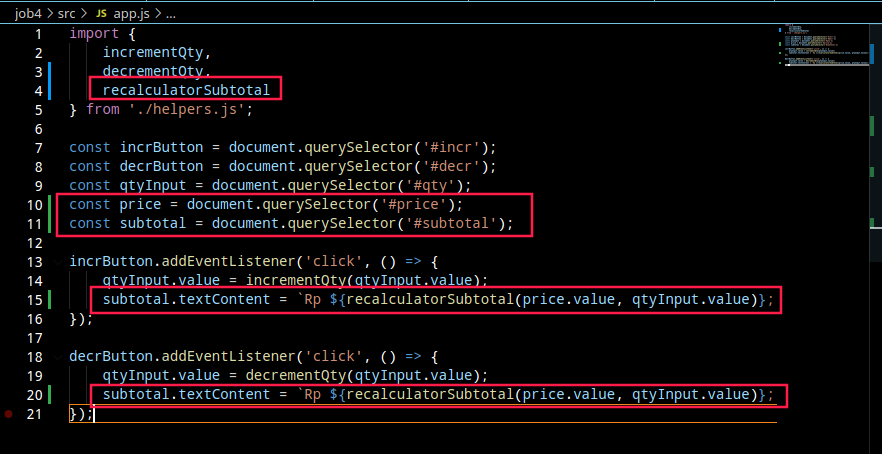 job4 > src > JS app.js > ...
1 import {
2 incrementQty,
3 decrementQty,
4 recalculatorSubtotal
5 } from './helpers.js';
6
7 const incrButton = document.querySelector('#incr');
8 const decrButton = document.querySelector('#decr');
9 const qtyInput = document.querySelector('#qty');
10 const price = document.querySelector('#price');
11 const subtotal = document.querySelector('#subtotal');
12
13 incrButton.addEventListener('click', () => {
14 qtyInput.value = incrementQty(qtyInput.value);
15 subtotal.textContent = `Rp ${recalculatorSubtotal(price.value, qtyInput.value)};
16 });
17
18 decrButton.addEventListener('click', () => {
19 qtyInput.value = decrementQty(qtyInput.value);
20 subtotal.textContent = `Rp ${recalculatorSubtotal(price.value, qtyInput.value)};
21 });